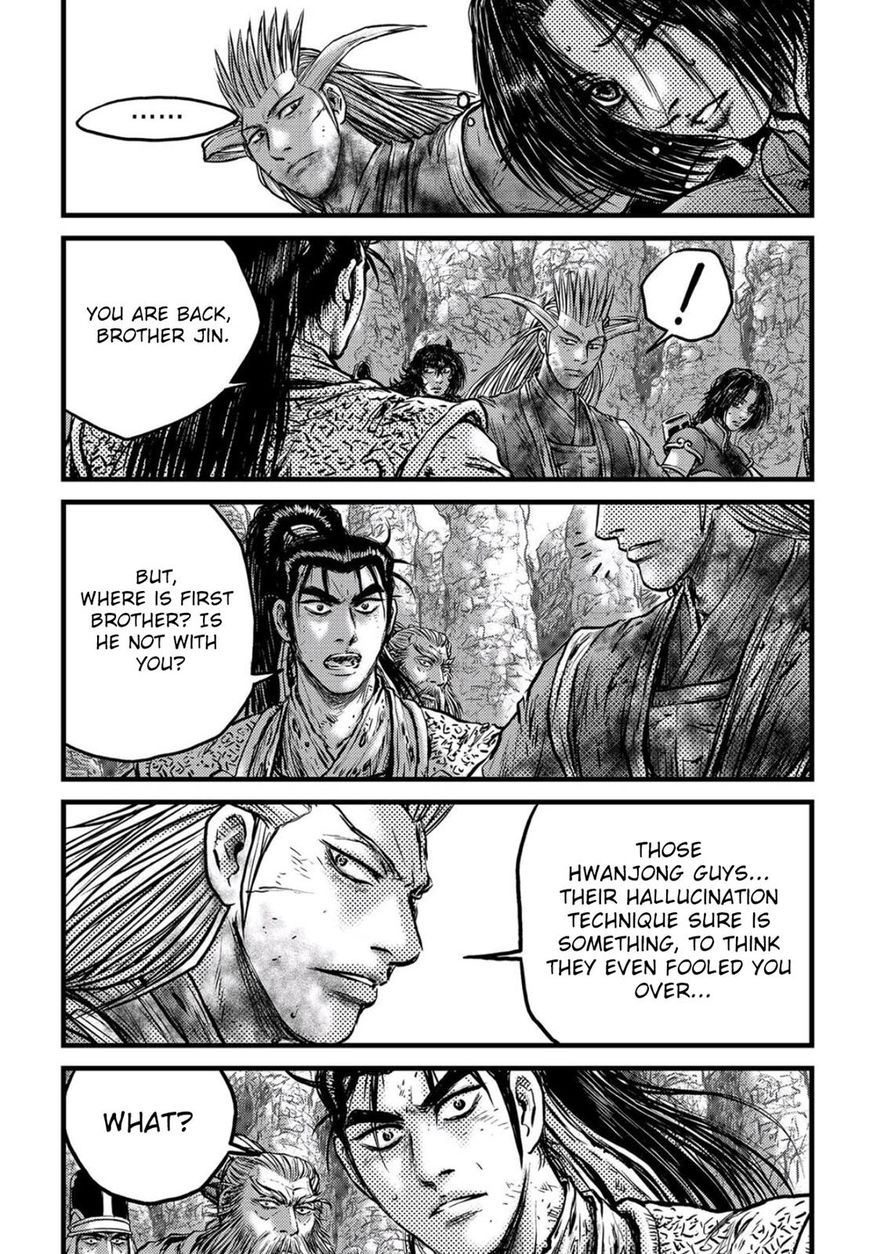 ......
YOU ARE BACK,
BROTHER JIN.
!
BUT,
WHERE IS FIRST
BROTHER? IS
HE NOT WITH
YOU?
THOSE
HWANJONG GUYS...
THEIR HALLUCINATION
TECHNIQUE SURE IS
SOMETHING, TO THINK
THEY EVEN FOOLED YOU
OVER...
WHAT?